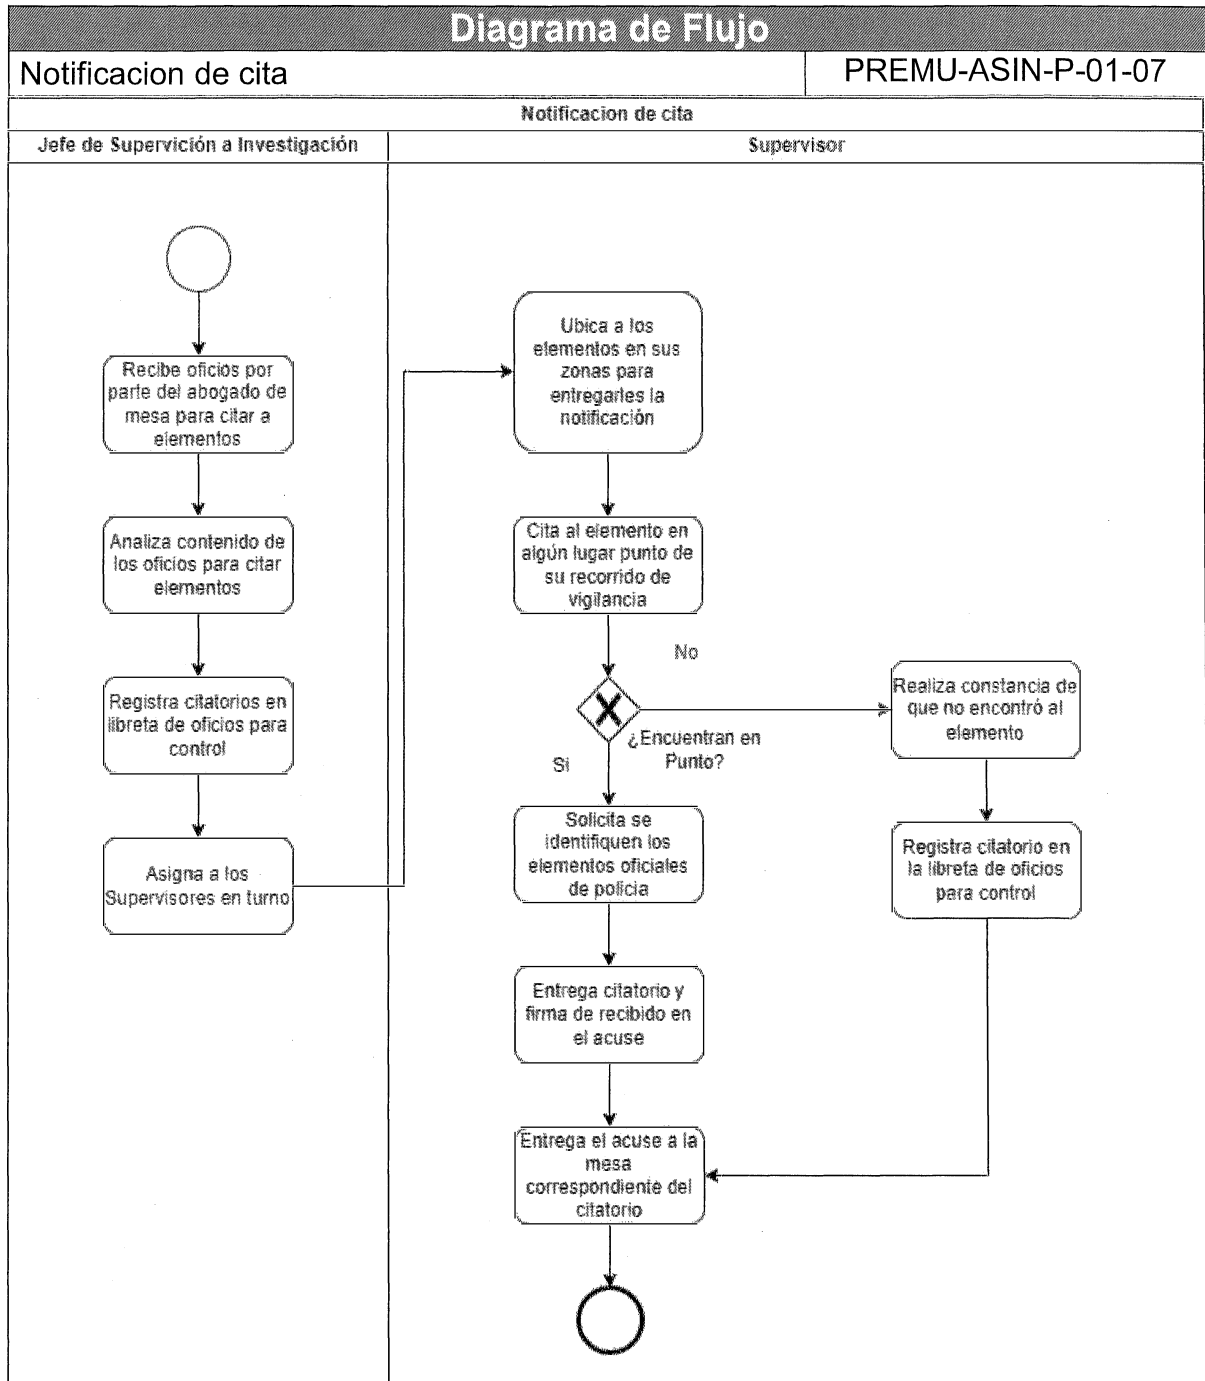 Diagrama de Flujo
Notificacion de cita
PREMU-ASIN-P-01-07
Notificacion de cita
Jefe de Supervición a Investigación
Supervisor
Recibe oficios por
parte del abogado de
mesa para citar a
elementos
Analiza contenido de
los oficios para citar
elementos
Registra citatorios en
libreta de oficios para
control
Asigna a los
Supervisores en turno
Ubica a los
elementos en sus
zonas para
entregarles la
notificación
Cita al elemento en
algún lugar punto de
su recorrido de
vigilancia
No
¿Encuentran en
Punto?
Si
Realiza constancia de
que no encontró al
elemento
Registra citatorio en
la libreta de oficios
para control
Solicita se
identifiquen los
elementos oficiales
de policia
Entrega citatorio y
firma de recibido en
el acuse
Entrega el acuse a la
mesa
correspondiente del
citatorio